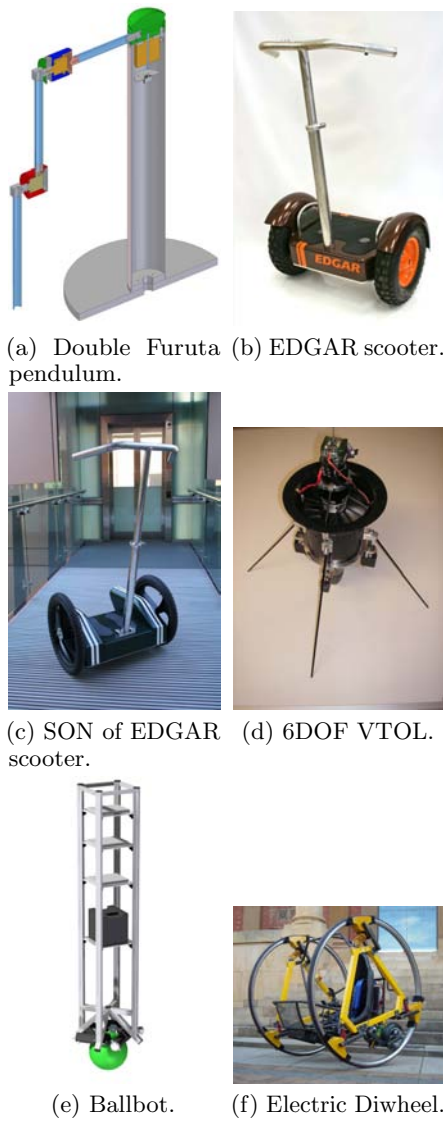 EDGAR
(a) Double Furuta
pendulum.
(b) EDGAR scooter.
(c) SON of EDGAR
scooter.
(d) 6DOF VTOL.
(e) Ballbot.
(f) Electric Diwheel.